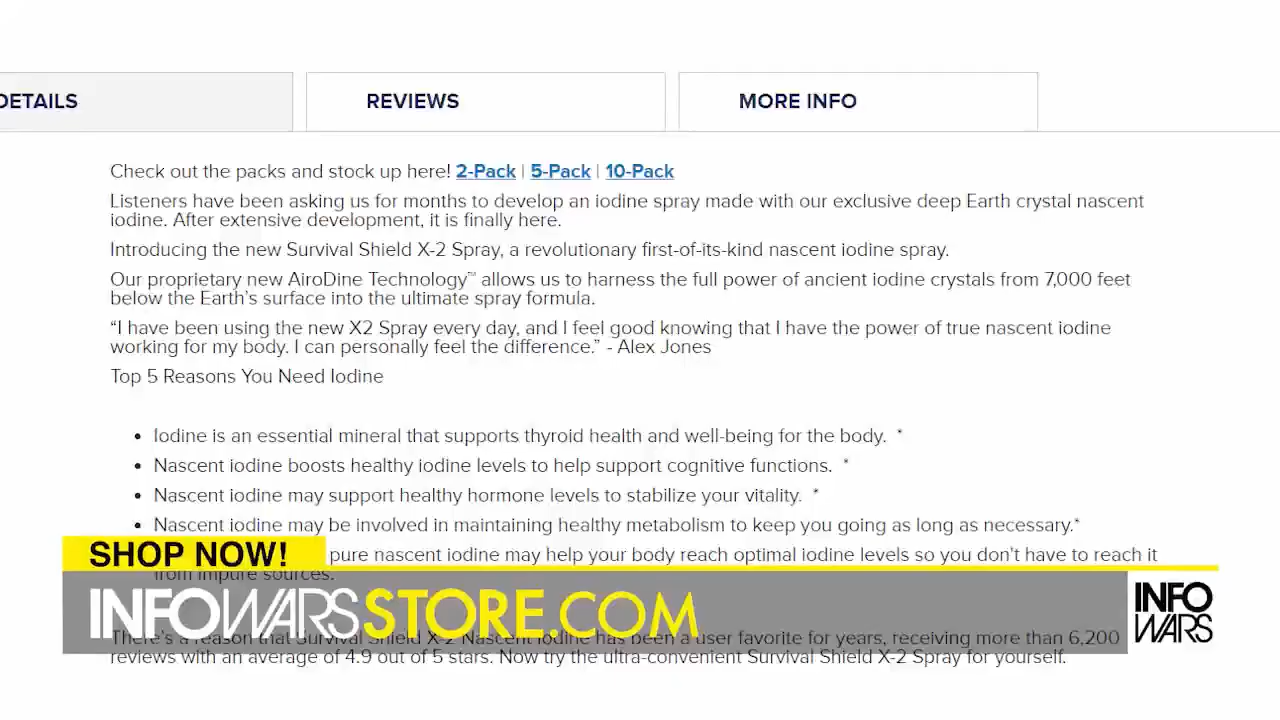 DETAILS
REVIEWS
MORE INFO
Check out the packs and stock up here! 2-Pack | 5-Pack | 10-Pack
Listeners have been asking us for months to develop an iodine spray made with our exclusive deep Earth crystal nascent
iodine. After extensive development, it is finally here.
Introducing the new Survival Shield X-2 Spray, a revolutionary first-of-its-kind nascent iodine spray.
Our proprietary new AiroDine Technology™ allows us to harness the full power of ancient iodine crystals from 7,000 feet
below the Earth's surface into the ultimate spray formula.
“I have been using the new X2 Spray every day, and I feel good knowing that I have the power of true nascent iodine
working for my body. I can personally feel the difference.” - Alex Jones
Top 5 Reasons You Need Iodine
• Iodine is an essential mineral that supports thyroid health and well-being for the body. *
• Nascent iodine boosts healthy iodine levels to help support cognitive functions. *
• Nascent iodine may support healthy hormone levels to stabilize your vitality. *
• Nascent iodine may be involved in maintaining healthy metabolism to keep you going as long as necessary.*
pure nascent iodine may help your body reach optimal iodine levels so you don't have to reach it
from impure sources.
SHOP NOW!
INFOWARSSTORE.COM
INFO
WARS
There's a reason that Survival Shield X-2 Nascent Iodine has been a user favorite for years, receiving more than 6,200
reviews with an average of 4.9 out of 5 stars. Now try the ultra-convenient Survival Shield X-2 Spray for yourself.